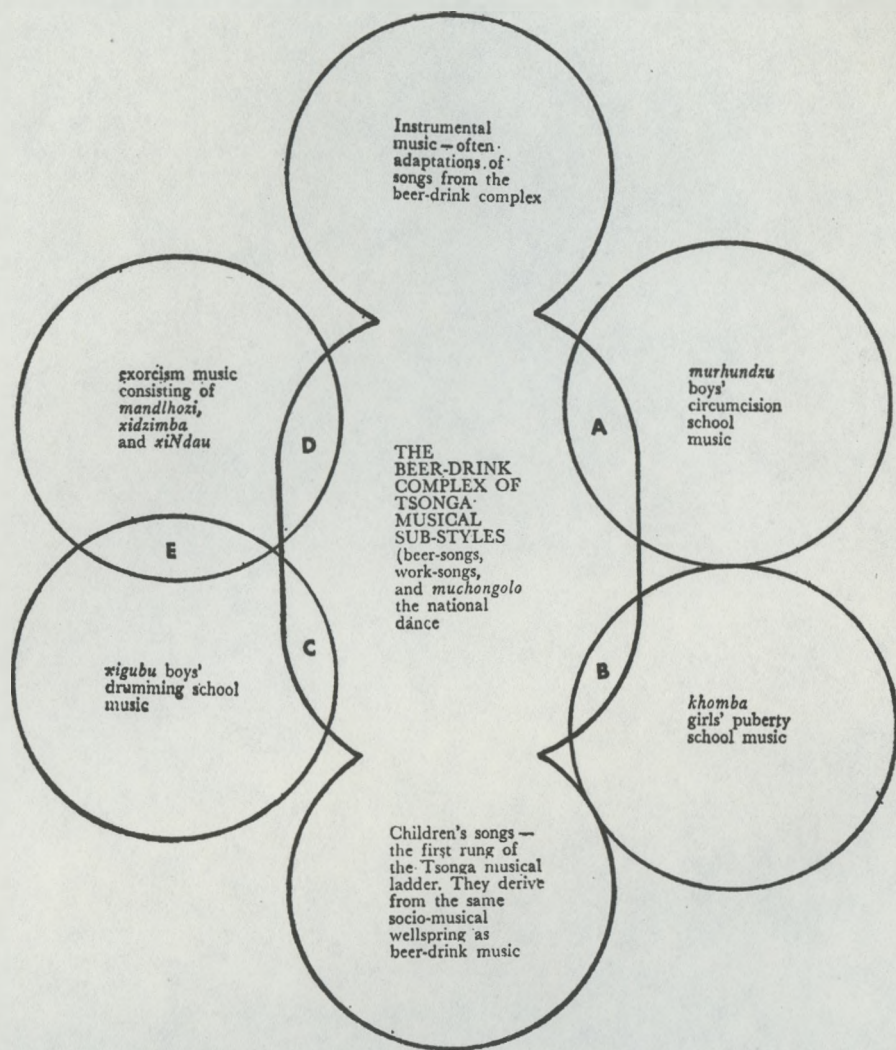 Instrumental
music — often
adaptations of
songs from the
beer-drink complex
exorcism music
consisting of
mandlhozi,
xidzimba
and xiNdau
murhundzu
boys'
circumcision
school
music
A
D
THE
BEER-DRINK
COMPLEX OF
TSONGA
MUSICAL
SUB-STYLES
(beer-songs,
work-songs,
and muchongolo
the national
dance
E
C
B
xigubu boys'
drumming school
music
khomba
girls' puberty
school music
Children's songs —
the first rung of
the Tsonga musical
ladder. They derive
from the same
socio-musical
wellspring as
beer-drink music